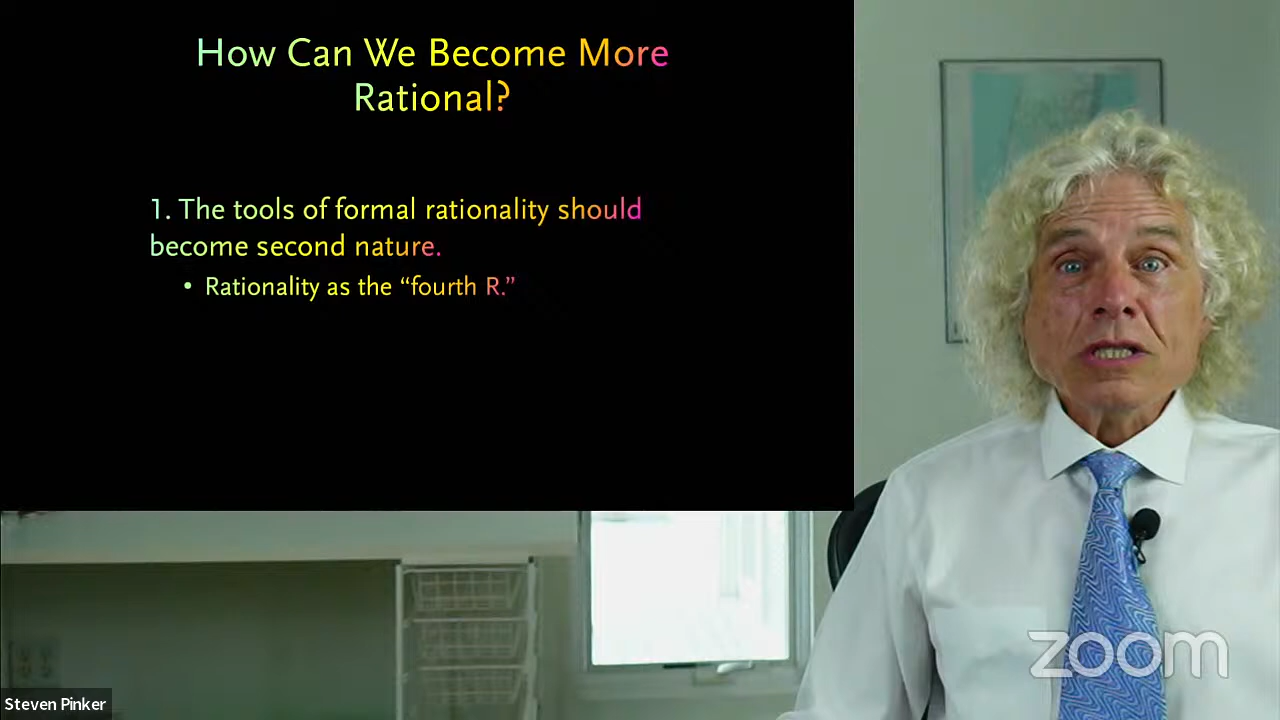 How Can We Become More
Rational?
1. The tools of formal rationality should
become second nature.
• Rationality as the “fourth R.”
zoom
Steven Pinker